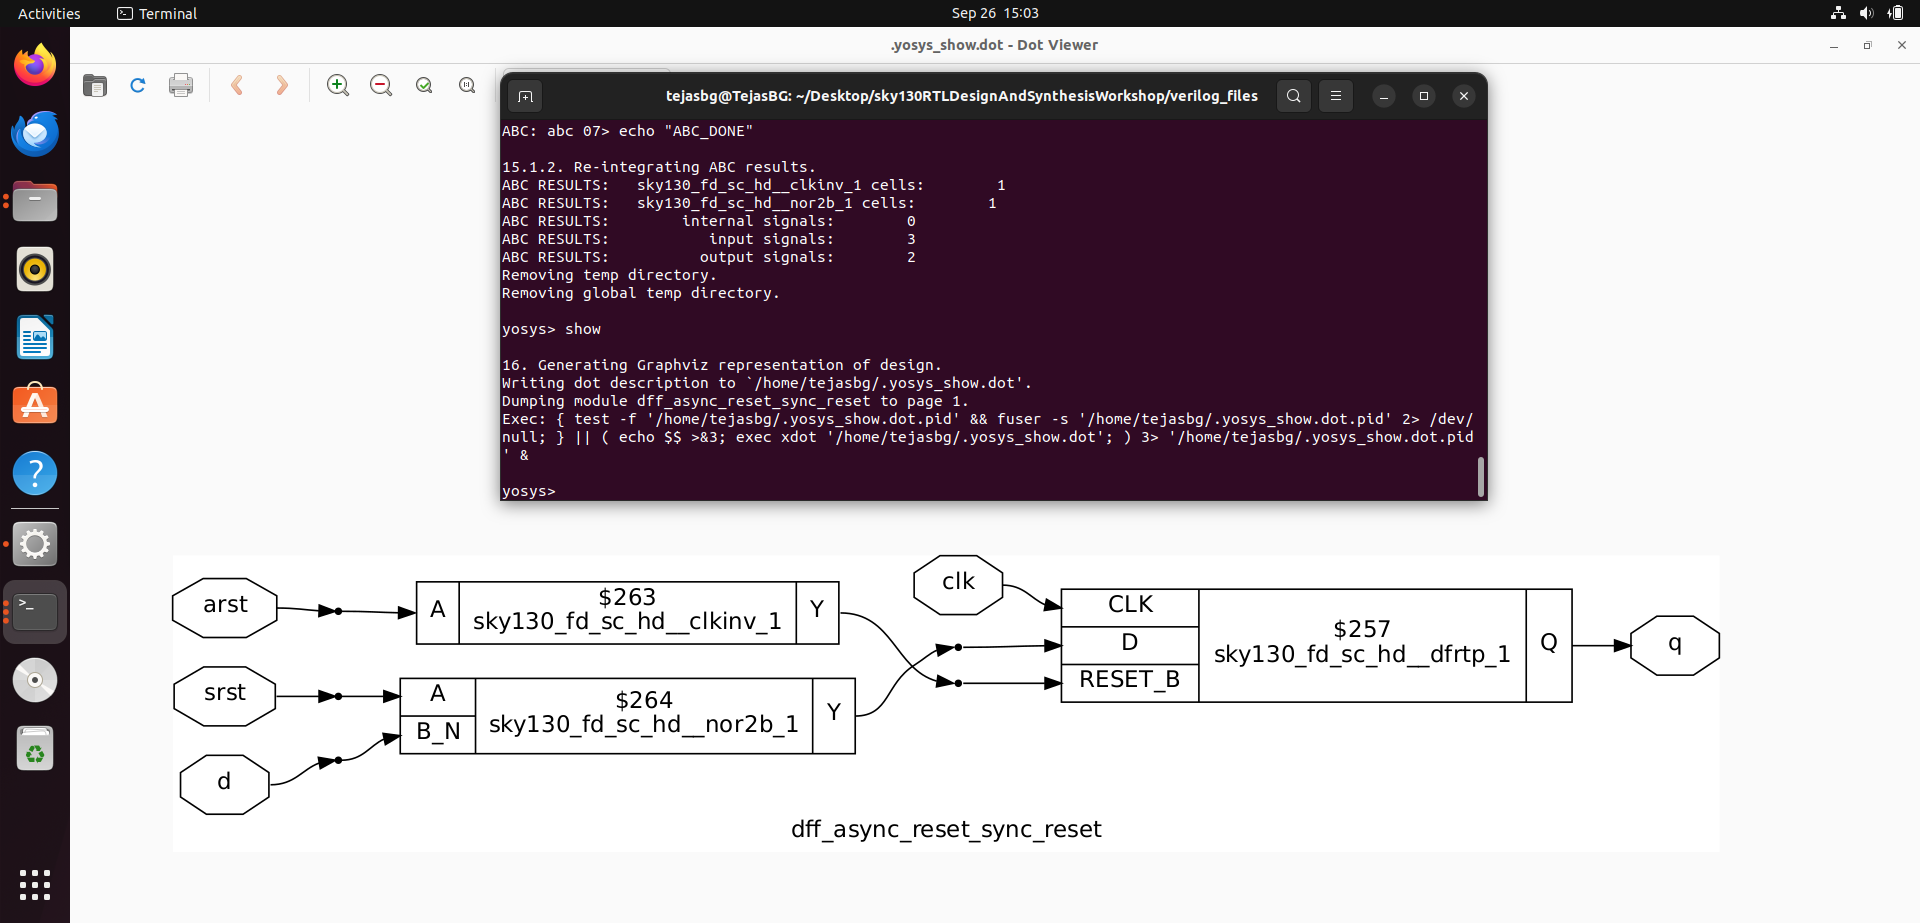 Activities
Terminal
Sep 26 15:03
.yosys_show.dot - Dot Viewer
tejasbg@TejasBG: ~/Desktop/sky130RTLDesignAndSynthesisWorkshop/verilog_files
ABC: abc 07> echo "ABC_DONE"
15.1.2. Re-integrating ABC results.
ABC RESULTS:   sky130_fd_sc_hd__clkinv_1 cells:        1
ABC RESULTS:   sky130_fd_sc_hd__nor2b_1 cells:        1
ABC RESULTS:        internal signals:        0
ABC RESULTS:           input signals:        3
ABC RESULTS:          output signals:        2
Removing temp directory.
Removing global temp directory.
yosys> show
16. Generating Graphviz representation of design.
Writing dot description to `/home/tejasbg/.yosys_show.dot'.
Dumping module dff_async_reset_sync_reset to page 1.
Exec: { test -f '/home/tejasbg/.yosys_show.dot.pid' && fuser -s '/home/tejasbg/.yosys_show.dot.pid' 2> /dev/
null; } || ( echo $$ >&3; exec xdot '/home/tejasbg/.yosys_show.dot'; ) 3> '/home/tejasbg/.yosys_show.dot.pid
' &
yosys>
arst
A
$263
sky130_fd_sc_hd__clkinv_1
Y
srst
d
A
B_N
$264
sky130_fd_sc_hd__nor2b_1
Y
clk
CLK
D
RESET_B
$257
sky130_fd_sc_hd__dfrtp_1
Q
q
dff_async_reset_sync_reset